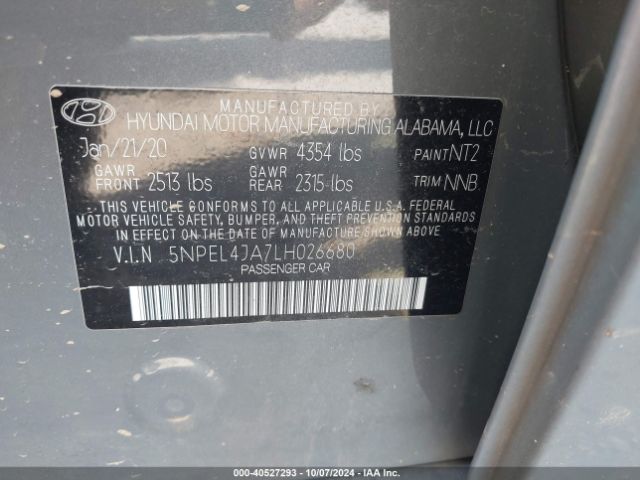 MANUFACTURED BY
HYUNDAI MOTOR MANUFACTURING ALABAMA, LLC
Jan/21/20 GVWR 4354 lbs PAINT NT2
GAWR FRONT 2513 lbs GAWR REAR 2315 lbs TRIM NNB
THIS VEHICLE CONFORMS TO ALL APPLICABLE U.S.A. FEDERAL
MOTOR VEHICLE SAFETY, BUMPER, AND THEFT PREVENTION STANDARDS
IN EFFECT ON THE DATE OF MANUFACTURE SHOWN ABOVE.
V.I.N 5NPEL4JA7LH026680
PASSENGER CAR
000-40527293 - 10/07/2024 - IAA Inc.